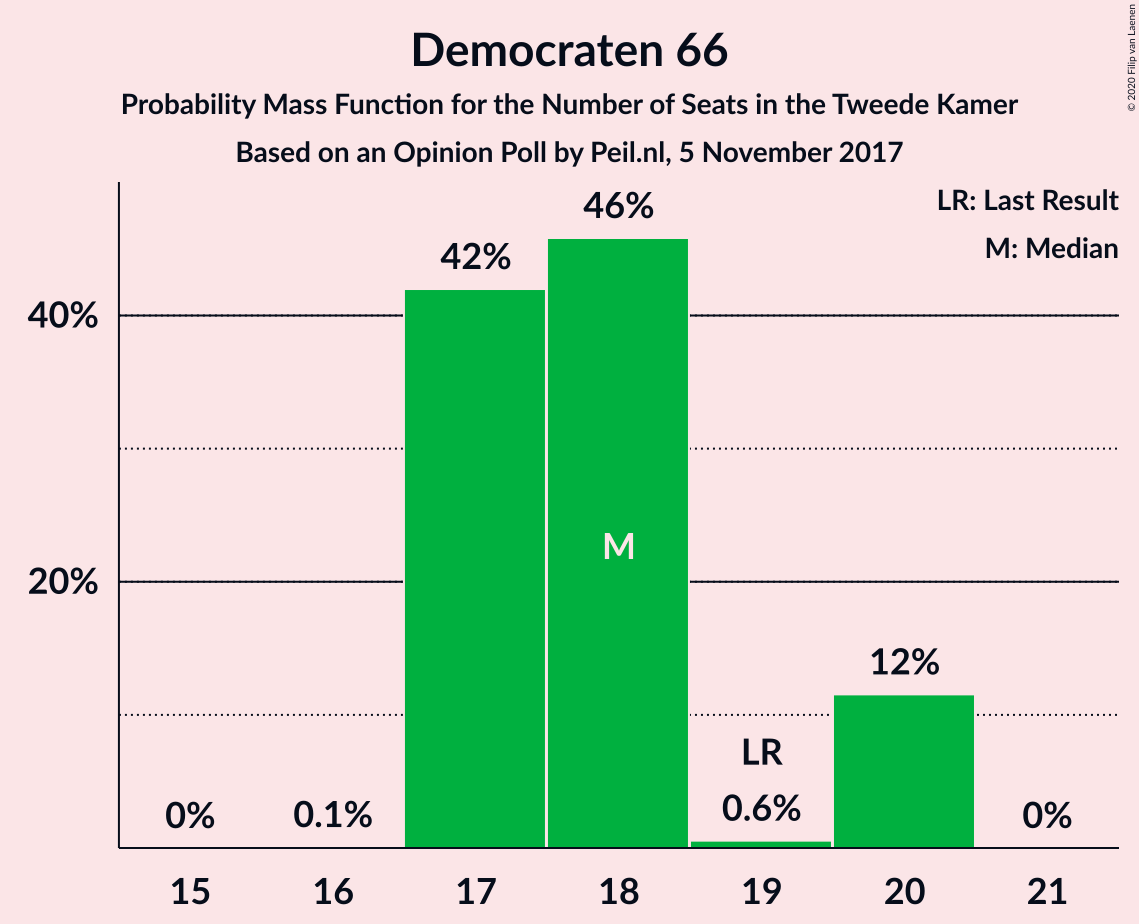 Democraten 66
Probability Mass Function for the Number of Seats in the Tweede Kamer
Based on an Opinion Poll by Peil.nl, 5 November 2017
© 2020 Filip van Laenen
LR: Last Result
M: Median
40%
20%
0%
0.1%
42%
46%
M
LR
0.6%
12%
0%
15 16 17 18 19 20 21